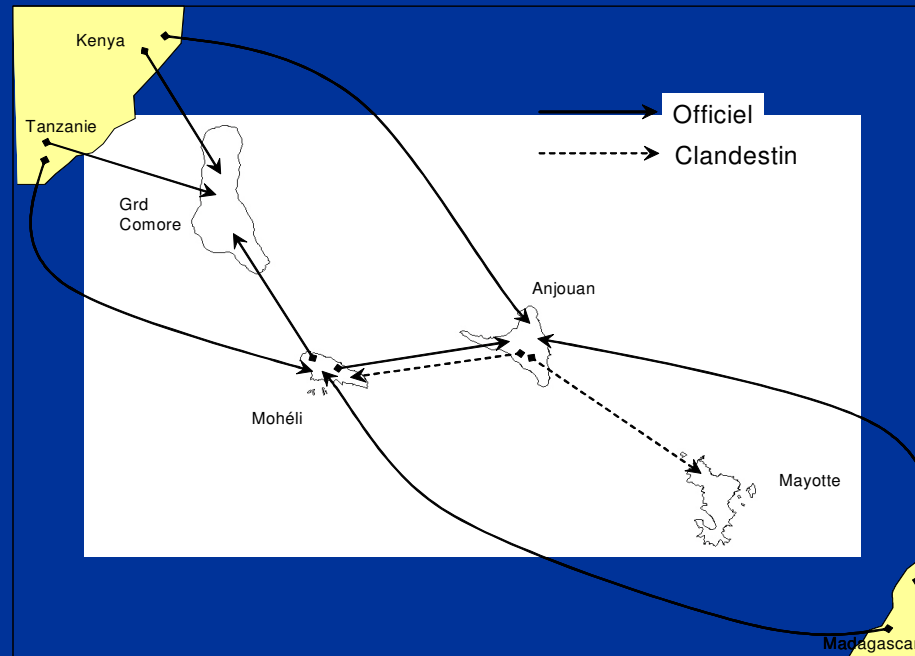 Kenya
Officiel
Tanzanie
Clandestin
Grd
Comore
Anjouan
Mohéli
Mayotte
Madagascar